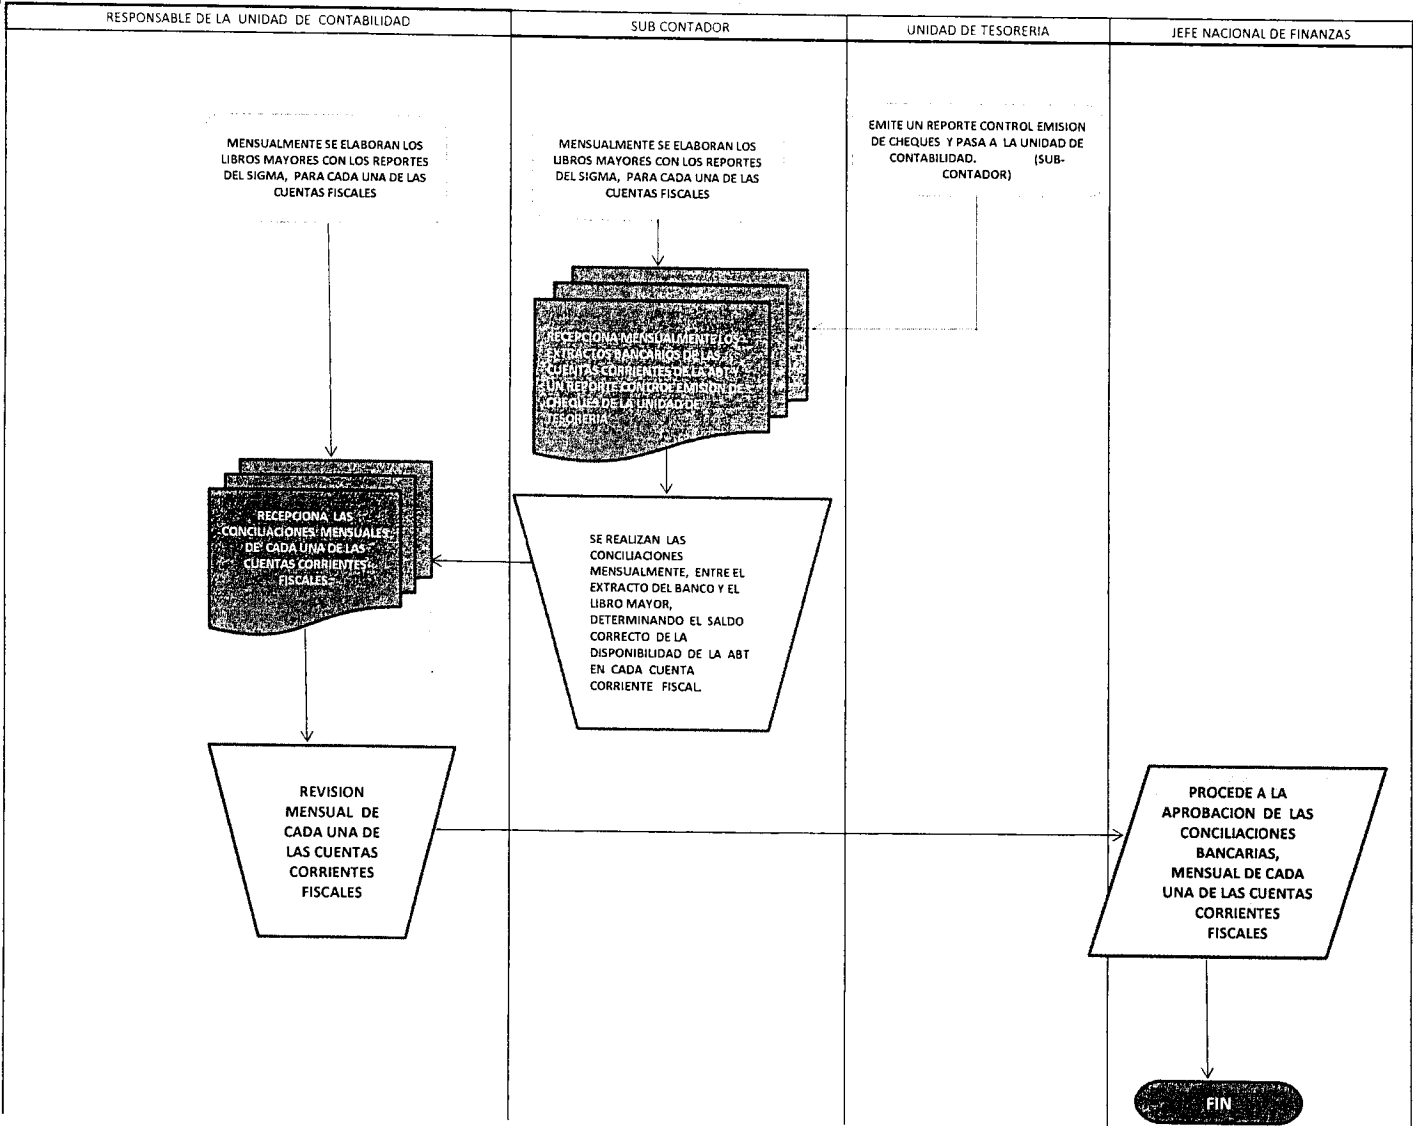 RESPONSABLE DE LA UNIDAD DE CONTABILIDAD
SUB CONTADOR
UNIDAD DE TESORERIA
JEFE NACIONAL DE FINANZAS
MENSUALMENTE SE ELABORAN LOS
LIBROS MAYORES CON LOS REPORTES
DEL SIGMA, PARA CADA UNA DE LAS
CUENTAS FISCALES
MENSUALMENTE SE ELABORAN LOS
LIBROS MAYORES CON LOS REPORTES
DEL SIGMA, PARA CADA UNA DE LAS
CUENTAS FISCALES
EMITE UN REPORTE CONTROL EMISION
DE CHEQUES Y PASA A LA UNIDAD DE
CONTABILIDAD. (SUB-
CONTADOR)
RECEPCIONA MENSUALMENTE LOS
EXTRACTOS BANCARIOS DE LAS
CUENTAS CORRIENTES DE LA ABT Y
UN REPORTE CONTROL EMISION DE
CHEQUES DE LA UNIDAD DE
TESORERIA
RECEPCIONA LAS
CONCILIACIONES MENSUALES
DE CADA UNA DE LAS
CUENTAS CORRIENTES
FISCALES
SE REALIZAN LAS
CONCILIACIONES
MENSUALMENTE, ENTRE EL
EXTRACTO DEL BANCO Y EL
LIBRO MAYOR,
DETERMINANDO EL SALDO
CORRECTO DE LA
DISPONIBILIDAD DE LA ABT
EN CADA CUENTA
CORRIENTE FISCAL.
REVISION
MENSUAL DE
CADA UNA DE
LAS CUENTAS
CORRIENTES
FISCALES
PROCEDE A LA
APROBACION DE LAS
CONCILIACIONES
BANCARIAS,
MENSUAL DE CADA
UNA DE LAS CUENTAS
CORRIENTES
FISCALES
FIN